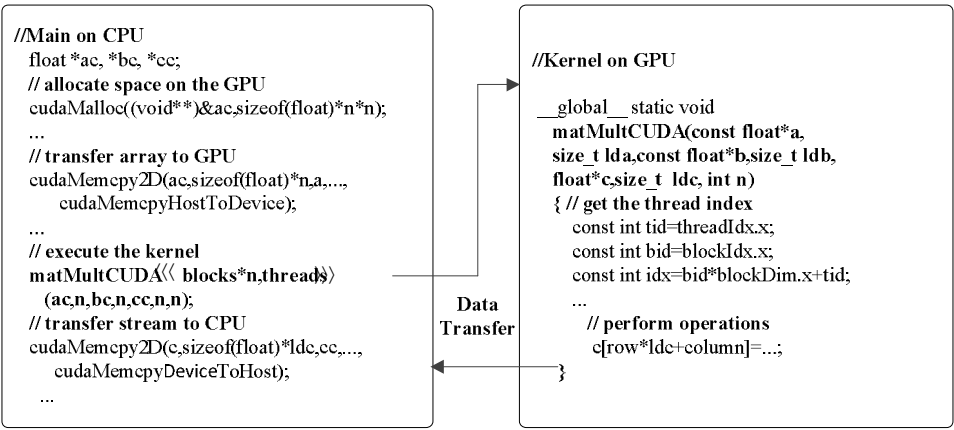 //Main on CPU
float *ac, *bc, *cc;
// allocate space on the GPU
cudaMalloc((void**)&ac,sizeof(float)*n*n);
...
// transfer array to GPU
cudaMemcpy2D(ac,sizeof(float)*n,a,...,
cudaMemcpyHostToDevice);
...
// execute the kernel
matMultCUDA<<< blocks*n,threads>>>
(ac,n,bc,n,cc,n,n);
// transfer stream to CPU
cudaMemcpy2D(c,sizeof(float)*ldc,cc,...,
cudaMemcpyDeviceToHost);
...
Data
Transfer
//Kernel on GPU
__global__ static void
matMultCUDA(const float*a,
size_t lda,const float*b,size_t ldb,
float*c,size_t ldc, int n)
{ // get the thread index
const int tid=threadIdx.x;
const int bid=blockIdx.x;
const int idx=bid*blockDim.x+tid;
...
// perform operations
c[row*ldc+column]=...;
}